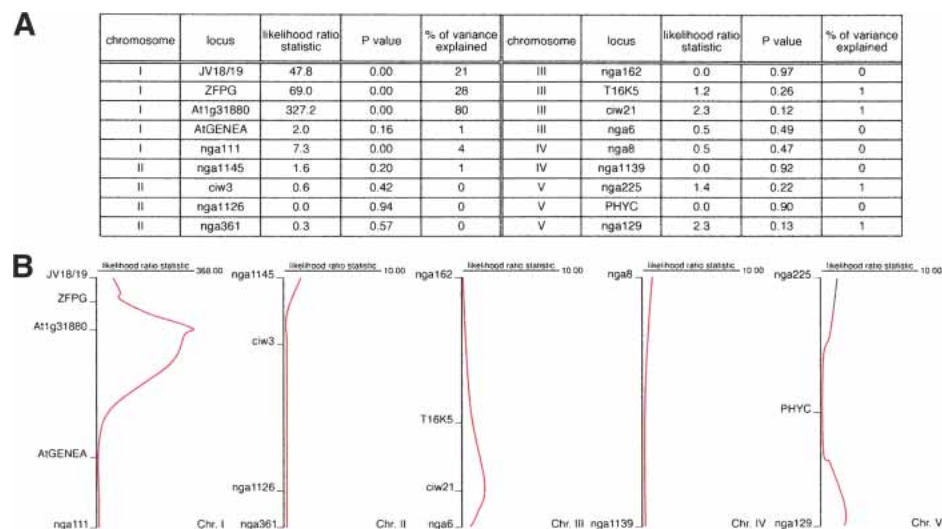 A
chromosome locus likelihood ratio statistic P value % of variance explained chromosome locus likelihood ratio statistic P value % of variance explained
I JV18/19 47.8 0.00 21 III nga162 0.0 0.97 0
I ZFPG 69.0 0.00 28 III T16K5 1.2 0.26 1
I At1g31880 327.2 0.00 80 III ciw21 2.3 0.12 1
I AtGENEA 2.0 0.16 1 III nga6 0.5 0.49 0
I nga111 7.3 0.00 4 IV nga8 0.5 0.47 0
II nga1145 1.6 0.20 1 IV nga1139 0.0 0.92 0
II ciw3 0.6 0.42 0 V nga225 1.4 0.22 1
II nga1126 0.0 0.94 0 V PHYC 0.0 0.90 0
II nga361 0.3 0.57 0 V nga129 2.3 0.13 1
B
likelihood ratio statistic 368.00
JV18/19
ZFPG
At1g31880
AtGENEA
nga111
Chr. I
likelihood ratio statistic 10.00
nga1145
ciw3
nga1126
nga361
Chr. II
likelihood ratio statistic 10.00
nga162
T16K5
ciw21
nga6
Chr. III
likelihood ratio statistic 10.00
nga8
nga1139
Chr. IV
likelihood ratio statistic 10.00
nga225
PHYC
nga129
Chr. V